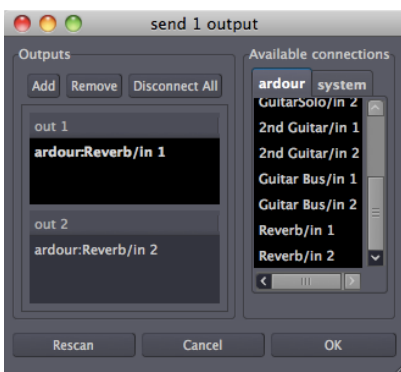 send 1 output
Outputs
Add Remove Disconnect All
out 1
ardour:Reverb/in 1
out 2
ardour:Reverb/in 2
Available connections
ardour system
GuitarSolo/in 2
2nd Guitar/in 1
2nd Guitar/in 2
Guitar Bus/in 1
Guitar Bus/in 2
Reverb/in 1
Reverb/in 2
Rescan Cancel OK